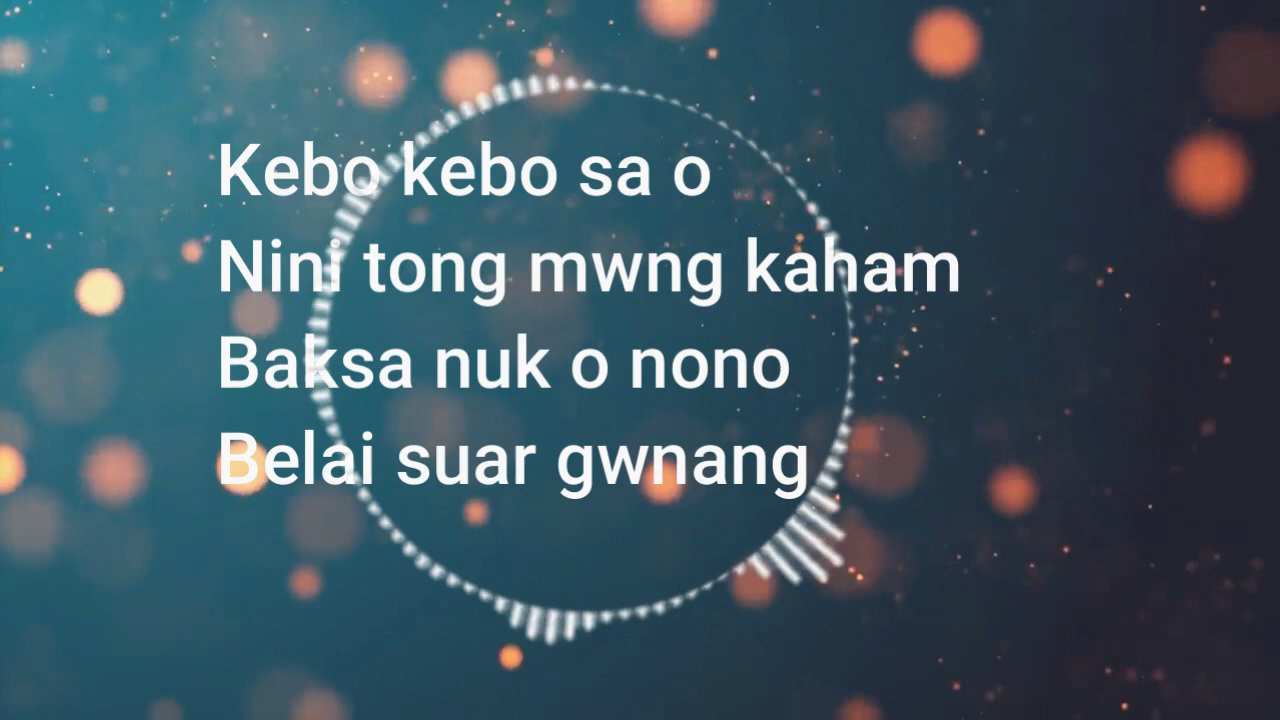 Kebo kebo sa o
Nini tong mwng kaham
Baksa nuk o nono
Belai suar gwnang